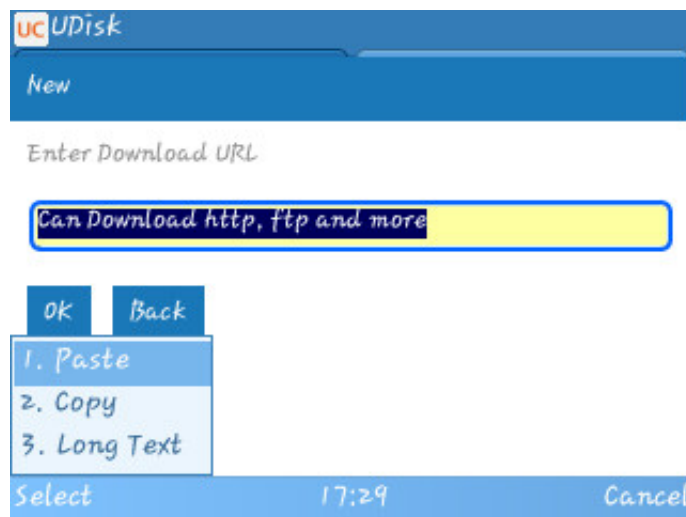 UC UDisk
New
Enter Download URL
Can Download http, ftp and more
OK Back
1. Paste
2. Copy
3. Long Text
Select 17:29 Cancel